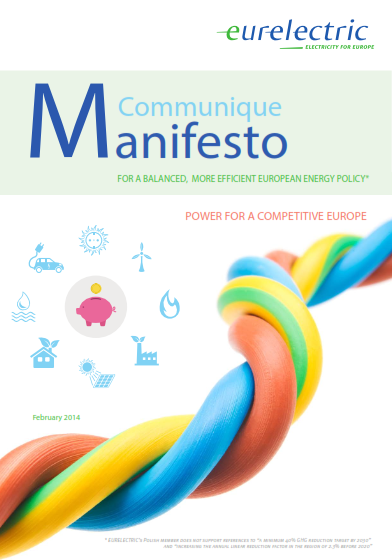 eurelectric
ELECTRICITY FOR EUROPE
Communique
Manifesto
FOR A BALANCED, MORE EFFICIENT EUROPEAN ENERGY POLICY*
POWER FOR A COMPETITIVE EUROPE
February 2014
* EURELECTRIC's Polish member does not support references to "a minimum 40% GHG reduction target by 2030"
and "increasing the annual linear reduction factor to the region of 2.3% before 2020"